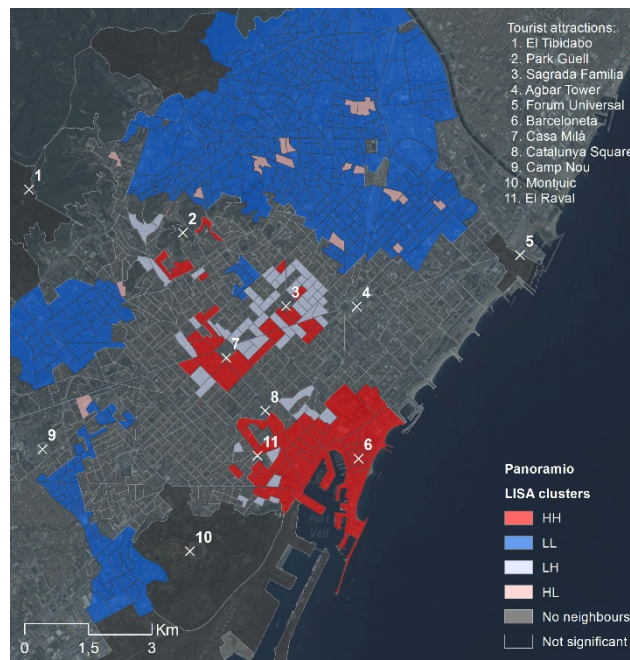 Tourist attractions:
1. El Tibidabo
2. Park Güell
3. Sagrada Familia
4. Agbar Tower
5. Forum Universal
6. Barceloneta
7. Casa Milà
8. Catalunya Square
9. Camp Nou
10. Montjuic
11. El Raval
1
2
5
3
4
7
8
9
11
6
10
Port
Vell
Panoramio
LISA clusters
HH
LL
LH
HL
No neighbours
Not significant
Km
0 1,5 3